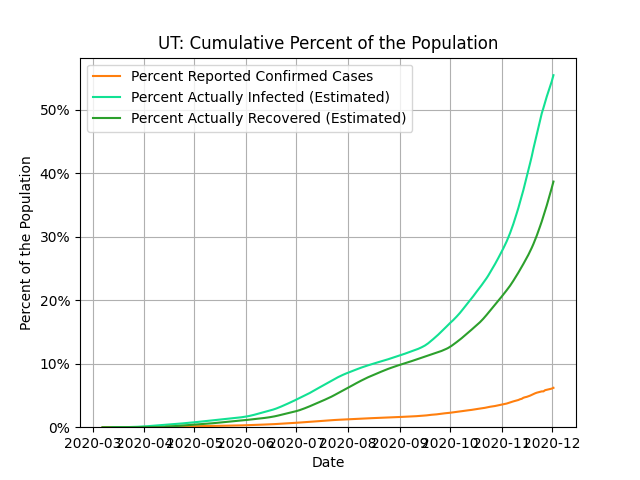 UT: Cumulative Percent of the Population
Percent Reported Confirmed Cases
Percent Actually Infected (Estimated)
Percent Actually Recovered (Estimated)
Percent of the Population
50%
40%
30%
20%
10%
0%
2020-03 2020-04 2020-05 2020-06 2020-07 2020-08 2020-09 2020-10 2020-11 2020-12
Date